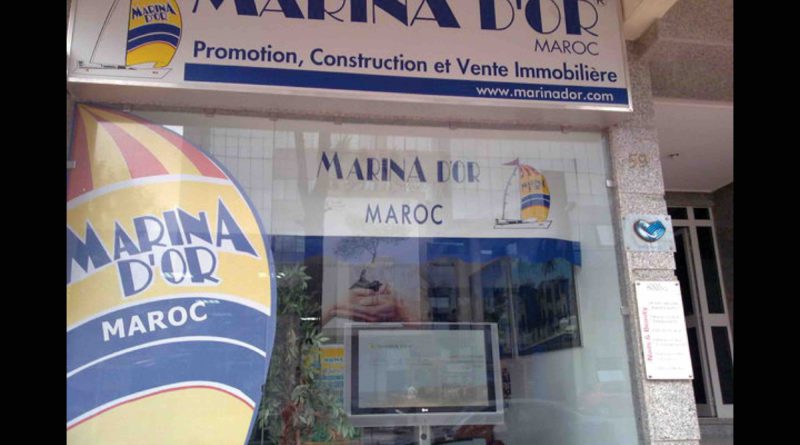 MARINA
D'OR
MARINA D'OR
MAROC
Promotion, Construction et Vente Immobilière
www.marinador.com
MARINA D'OR
MAROC
MARINA
D'OR
MAROC
59